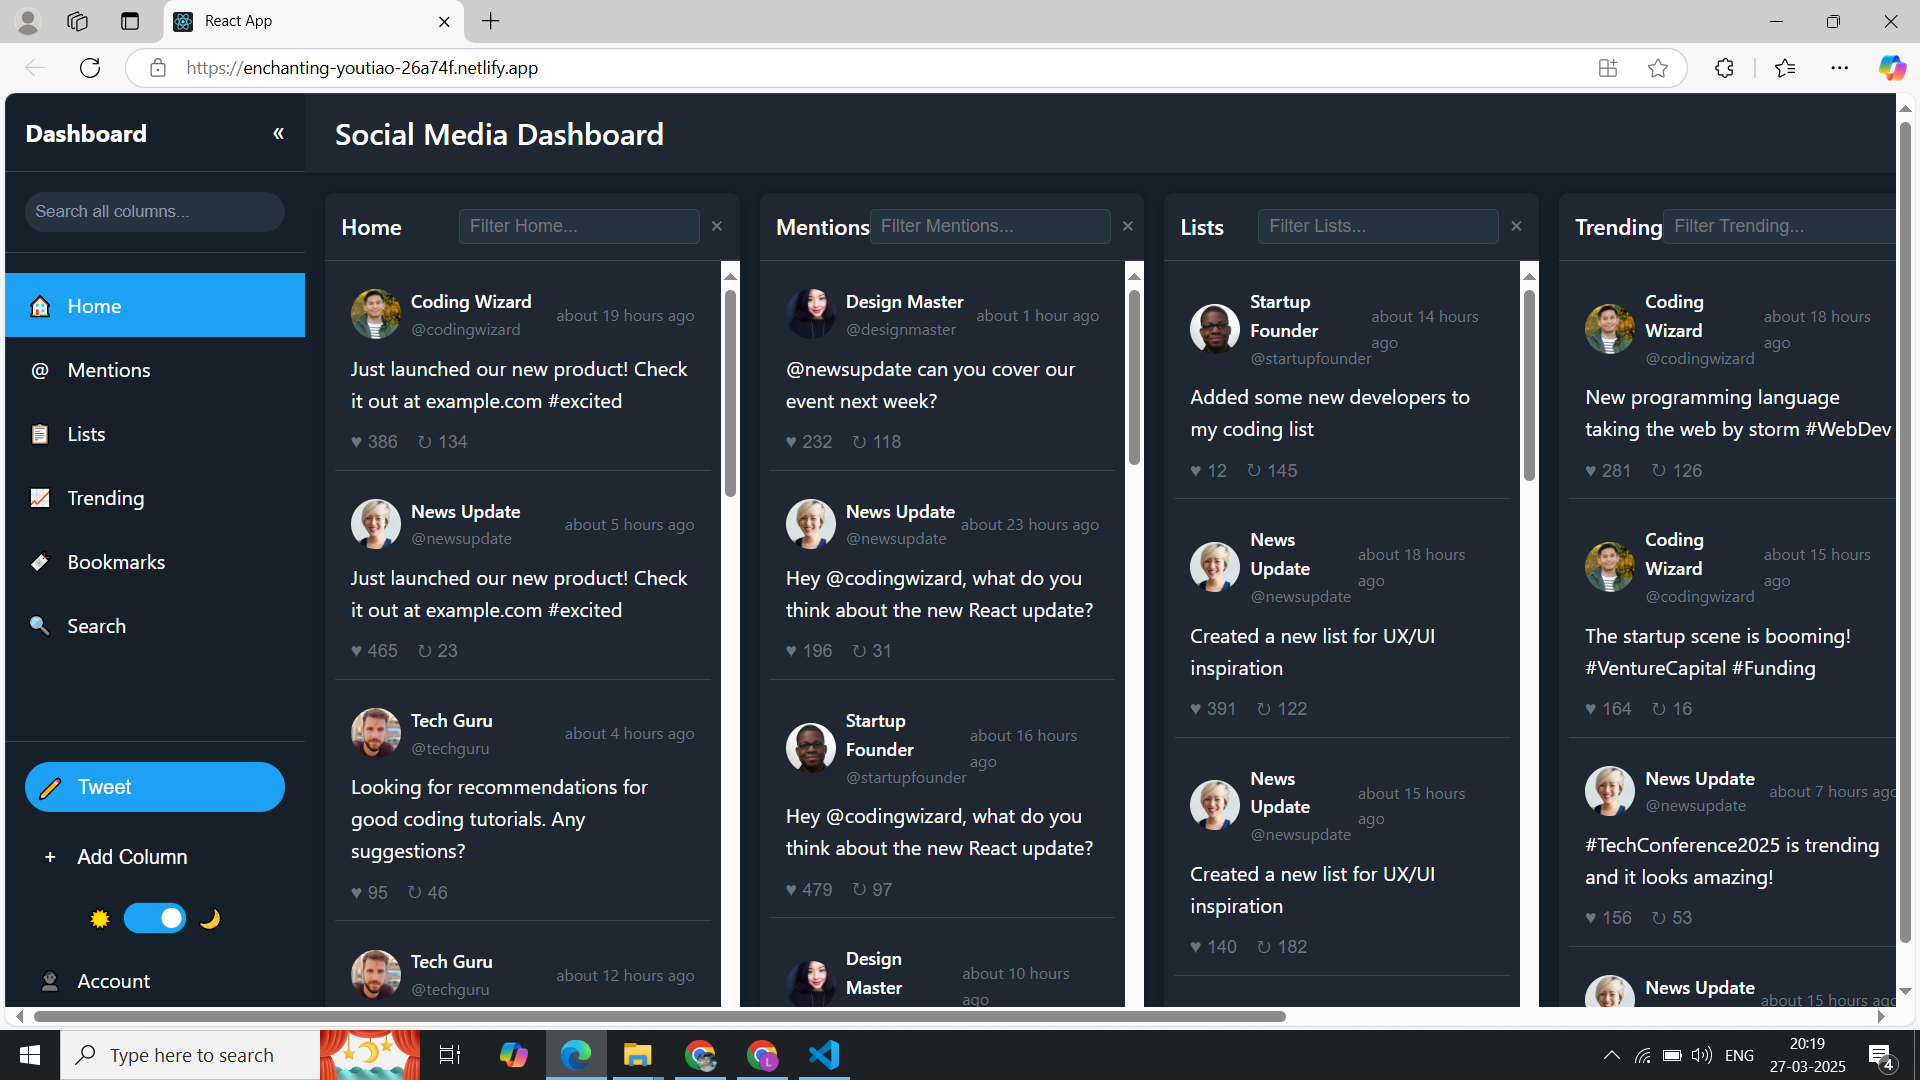 React App
https://enchanting-youtiao-26a74f.netlify.app
Dashboard «
Search all columns...
Home
@ Mentions
Lists
Trending
Bookmarks
Search
Tweet
+ Add Column
Account
Social Media Dashboard
Home
Filter Home...
×
Coding Wizard
@codingwizard
about 19 hours ago
Just launched our new product! Check
it out at example.com #excited
♥ 386 ↻ 134
News Update
@newsupdate
about 5 hours ago
Just launched our new product! Check
it out at example.com #excited
♥ 465 ↻ 23
Tech Guru
@techguru
about 4 hours ago
Looking for recommendations for
good coding tutorials. Any
suggestions?
♥ 95 ↻ 46
Tech Guru
@techguru
about 12 hours ago
Mentions
Filter Mentions...
×
Design Master
@designmaster
about 1 hour ago
@newsupdate can you cover our
event next week?
♥ 232 ↻ 118
News Update
@newsupdate
about 23 hours ago
Hey @codingwizard, what do you
think about the new React update?
♥ 196 ↻ 31
Startup
Founder
@startupfounder
about 16 hours
ago
Hey @codingwizard, what do you
think about the new React update?
♥ 479 ↻ 97
Design
Master
about 10 hours
ago
Lists
Filter Lists...
×
Startup
Founder
@startupfounder
about 14 hours
ago
Added some new developers to
my coding list
♥ 12 ↻ 145
News
Update
@newsupdate
about 18 hours
ago
Created a new list for UX/UI
inspiration
♥ 391 ↻ 122
News
Update
@newsupdate
about 15 hours
ago
Created a new list for UX/UI
inspiration
♥ 140 ↻ 182
Trending
Filter Trending...
Coding
Wizard
@codingwizard
about 18 hours
ago
New programming language
taking the web by storm #WebDev
♥ 281 ↻ 126
Coding
Wizard
@codingwizard
about 15 hours
ago
The startup scene is booming!
#VentureCapital #Funding
♥ 164 ↻ 16
News Update
@newsupdate
about 7 hours ago
#TechConference2025 is trending
and it looks amazing!
♥ 156 ↻ 53
News Update
about 15 hours ago
Type here to search
L
ENG
20:19
27-03-2025
4